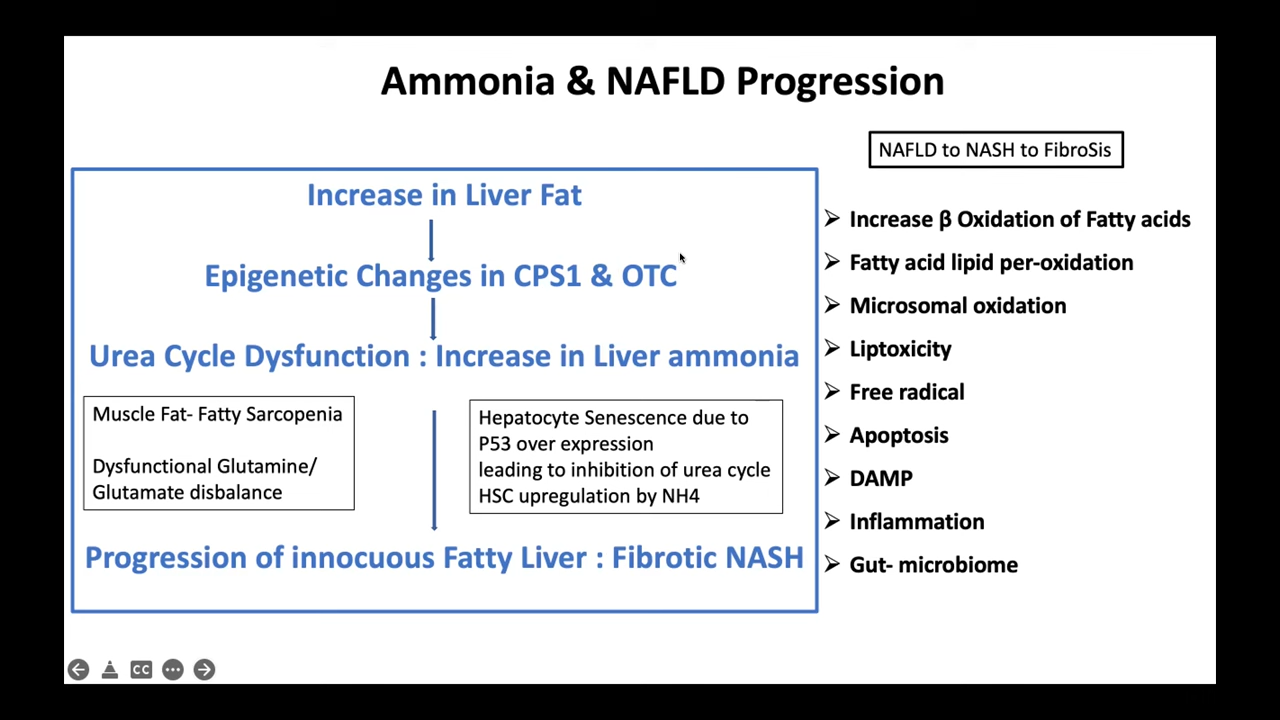 Ammonia & NAFLD Progression
NAFLD to NASH to FibroSis
Increase in Liver Fat
Epigenetic Changes in CPS1 & OTC
Urea Cycle Dysfunction : Increase in Liver ammonia
Muscle Fat- Fatty Sarcopenia
Dysfunctional Glutamine/
Glutamate disbalance
Hepatocyte Senescence due to
P53 over expression
leading to inhibition of urea cycle
HSC upregulation by NH4
Progression of innocuous Fatty Liver : Fibrotic NASH
Increase β Oxidation of Fatty acids
Fatty acid lipid per-oxidation
Microsomal oxidation
Liptoxicity
Free radical
Apoptosis
DAMP
Inflammation
Gut- microbiome
CC